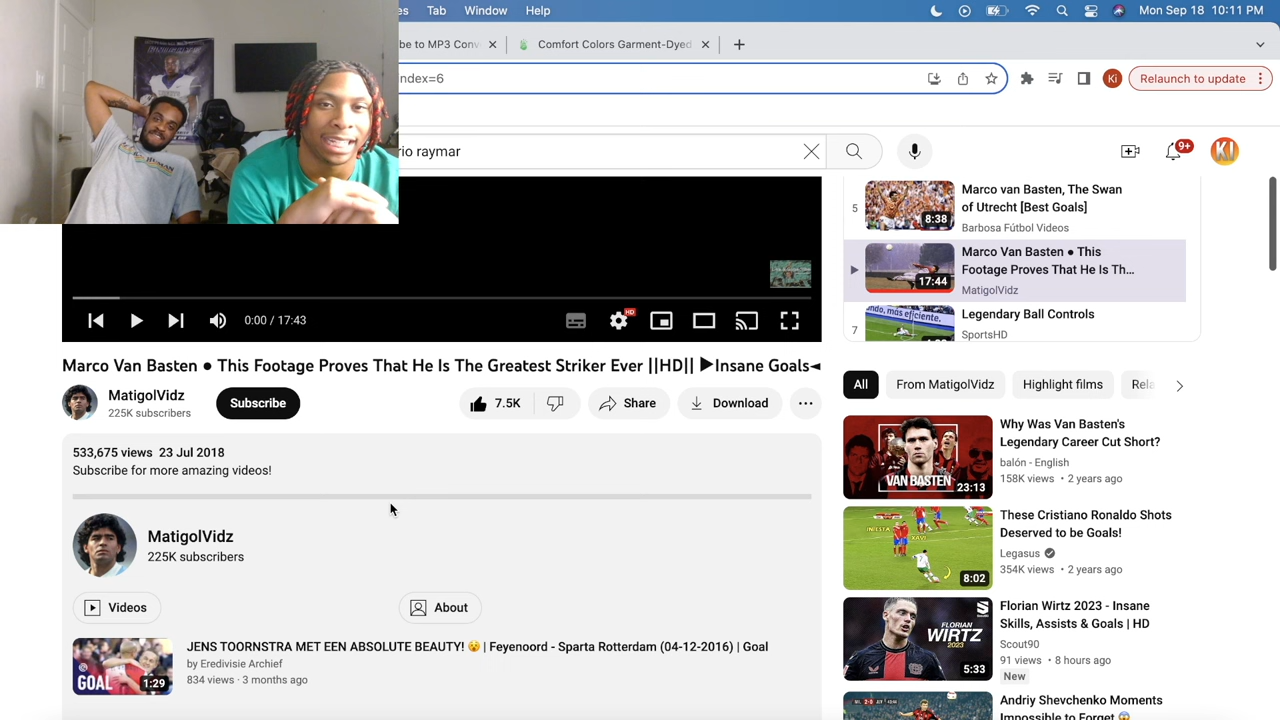 es Tab Window Help
Mon Sep 18 10:11 PM
be to MP3 Conv
Comfort Colors Garment-Dyed
ndex=6
Ki
Relaunch to update
rio raymar
9+
KI
5
8:38
Marco van Basten, The Swan
of Utrecht [Best Goals]
Barbosa Fútbol Videos
17:44
Marco Van Basten ● This
Footage Proves That He Is Th...
MatigolVidz
7
más eficiente.
Legendary Ball Controls
SportsHD
HD
0:00 / 17:43
Marco Van Basten ● This Footage Proves That He Is The Greatest Striker Ever ||HD|| ▶Insane Goals◄
MatigolVidz
225K subscribers
Subscribe
7.5K
Share
Download
533,675 views 23 Jul 2018
Subscribe for more amazing videos!
MatigolVidz
225K subscribers
Videos
About
GOAL
1:29
JENS TOORNSTRA MET EEN ABSOLUTE BEAUTY! 😮 | Feyenoord - Sparta Rotterdam (04-12-2016) | Goal
by Eredivisie Archief
834 views · 3 months ago
All
From MatigolVidz
Highlight films
Rela
VAN BASTEN
23:13
Why Was Van Basten's
Legendary Career Cut Short?
balón - English
158K views • 2 years ago
INIESTA
XAVI
8:02
These Cristiano Ronaldo Shots
Deserved to be Goals!
Legasus
354K views • 2 years ago
FLORIAN
WIRTZ
2023
5:33
Florian Wirtz 2023 - Insane
Skills, Assists & Goals | HD
Scout90
91 views • 8 hours ago
New
Andriy Shevchenko Moments
Impossible to Forget 😱